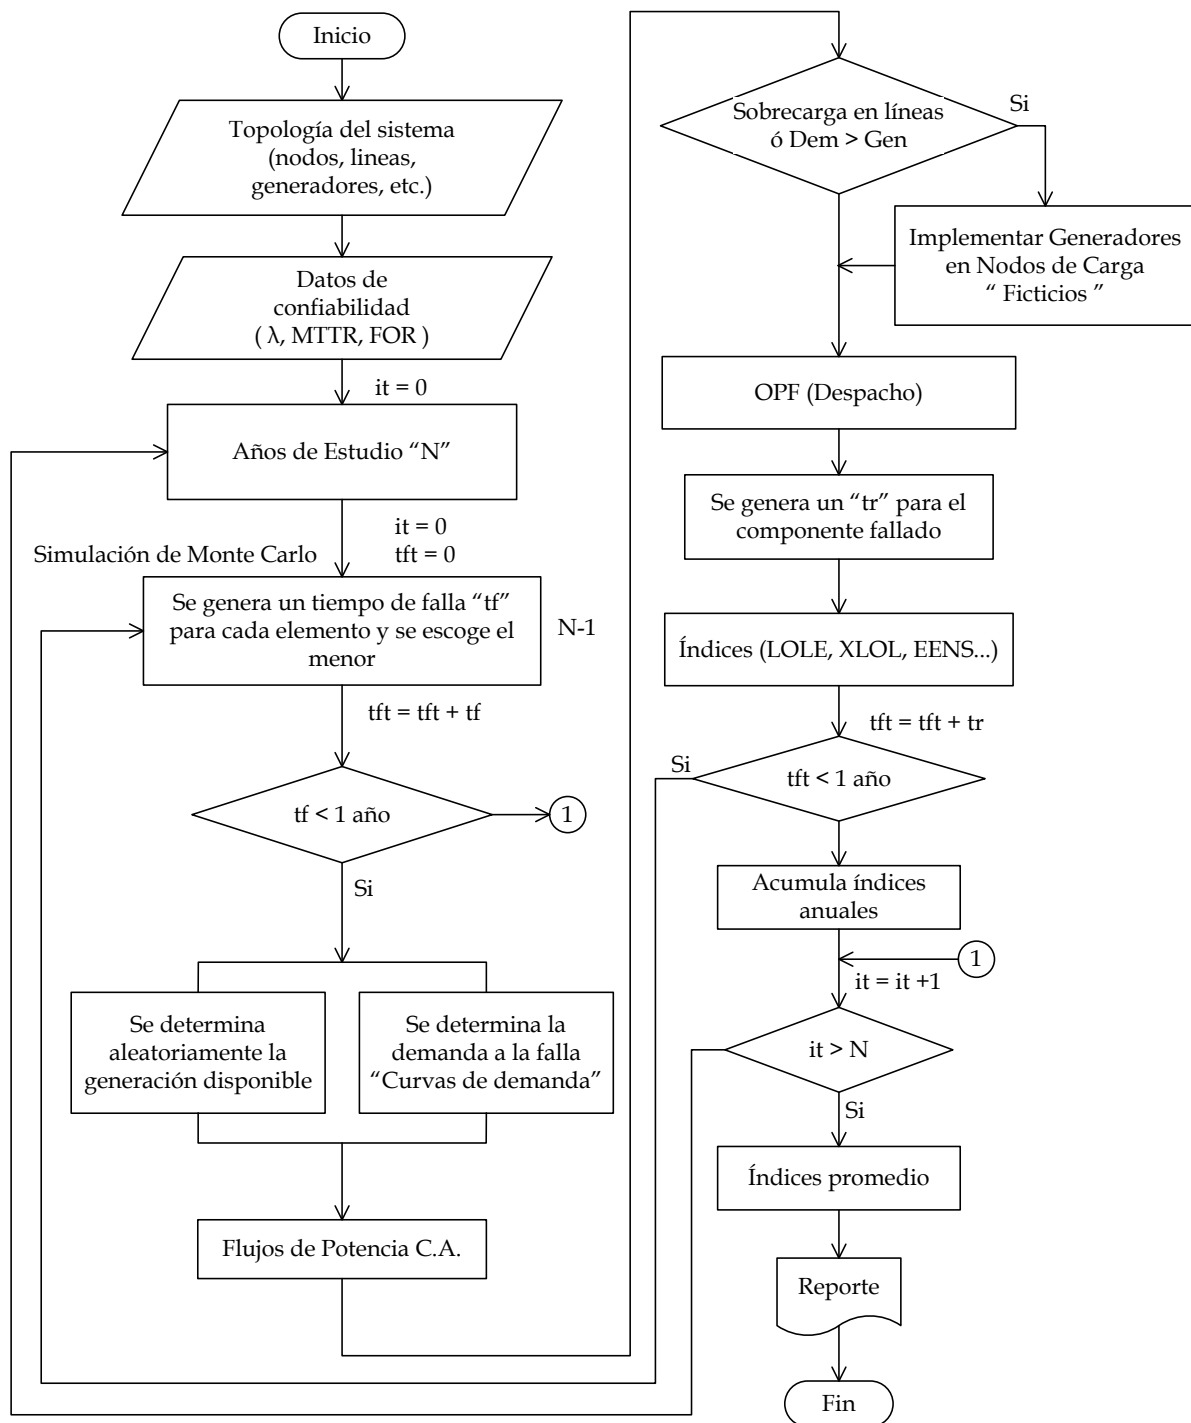 Inicio
Topología del sistema
(nodos, lineas,
generadores, etc.)
Datos de
confiabilidad
( λ, MTTR, FOR )
it = 0
Años de Estudio “N”
it = 0
Simulación de Monte Carlo
tft = 0
Se genera un tiempo de falla “tf”
para cada elemento y se escoge el
menor
N-1
tft = tft + tf
tf < 1 año
1
Si
Se determina
aleatoriamente la
generación disponible
Se determina la
demanda a la falla
“Curvas de demanda”
Flujos de Potencia C.A.
Sobrecarga en líneas
ó Dem > Gen
Si
Implementar Generadores
en Nodos de Carga
“ Ficticios ”
OPF (Despacho)
Se genera un “tr” para el
componente fallado
Índices (LOLE, XLOL, EENS...)
tft = tft + tr
Si
tft < 1 año
Acumula índices
anuales
1
it = it +1
it > N
Si
Índices promedio
Reporte
Fin